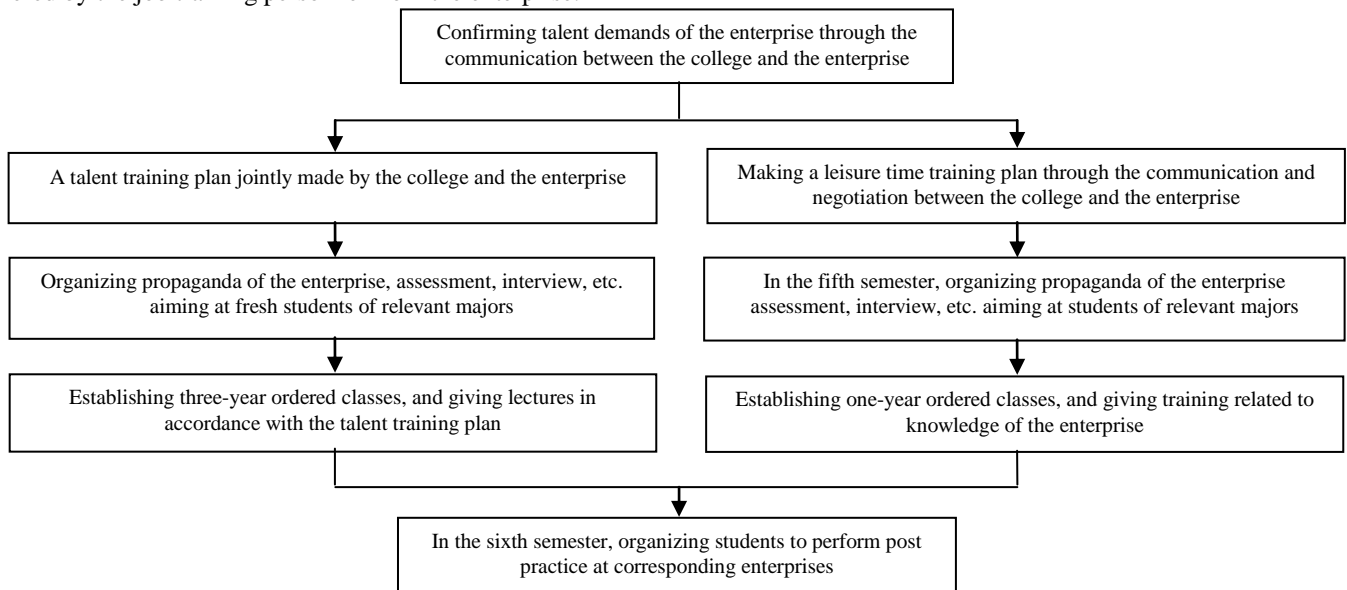 Confirming talent demands of the enterprise through the
communication between the college and the enterprise
A talent training plan jointly made by the college and the enterprise
Making a leisure time training plan through the communication and
negotiation between the college and the enterprise
Organizing propaganda of the enterprise, assessment, interview, etc.
aiming at fresh students of relevant majors
In the fifth semester, organizing propaganda of the enterprise
assessment, interview, etc. aiming at students of relevant majors
Establishing three-year ordered classes, and giving lectures in
accordance with the talent training plan
Establishing one-year ordered classes, and giving training related to
knowledge of the enterprise
In the sixth semester, organizing students to perform post
practice at corresponding enterprises